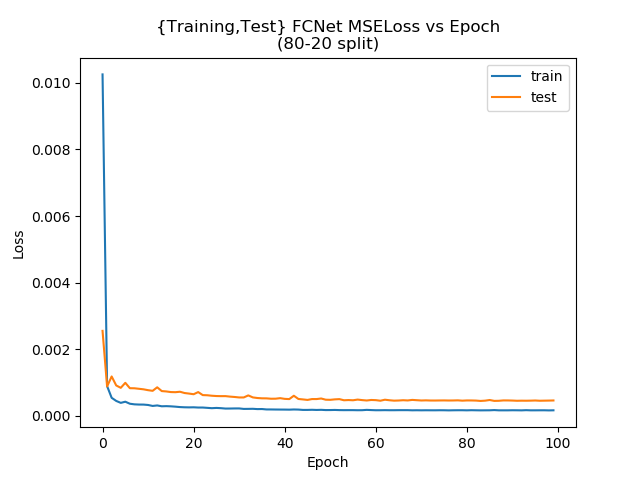 {Training,Test} FCNet MSELoss vs Epoch
(80-20 split)
train
test
0.010
0.008
0.006
0.004
0.002
0.000
Loss
0
20
40
60
80
100
Epoch